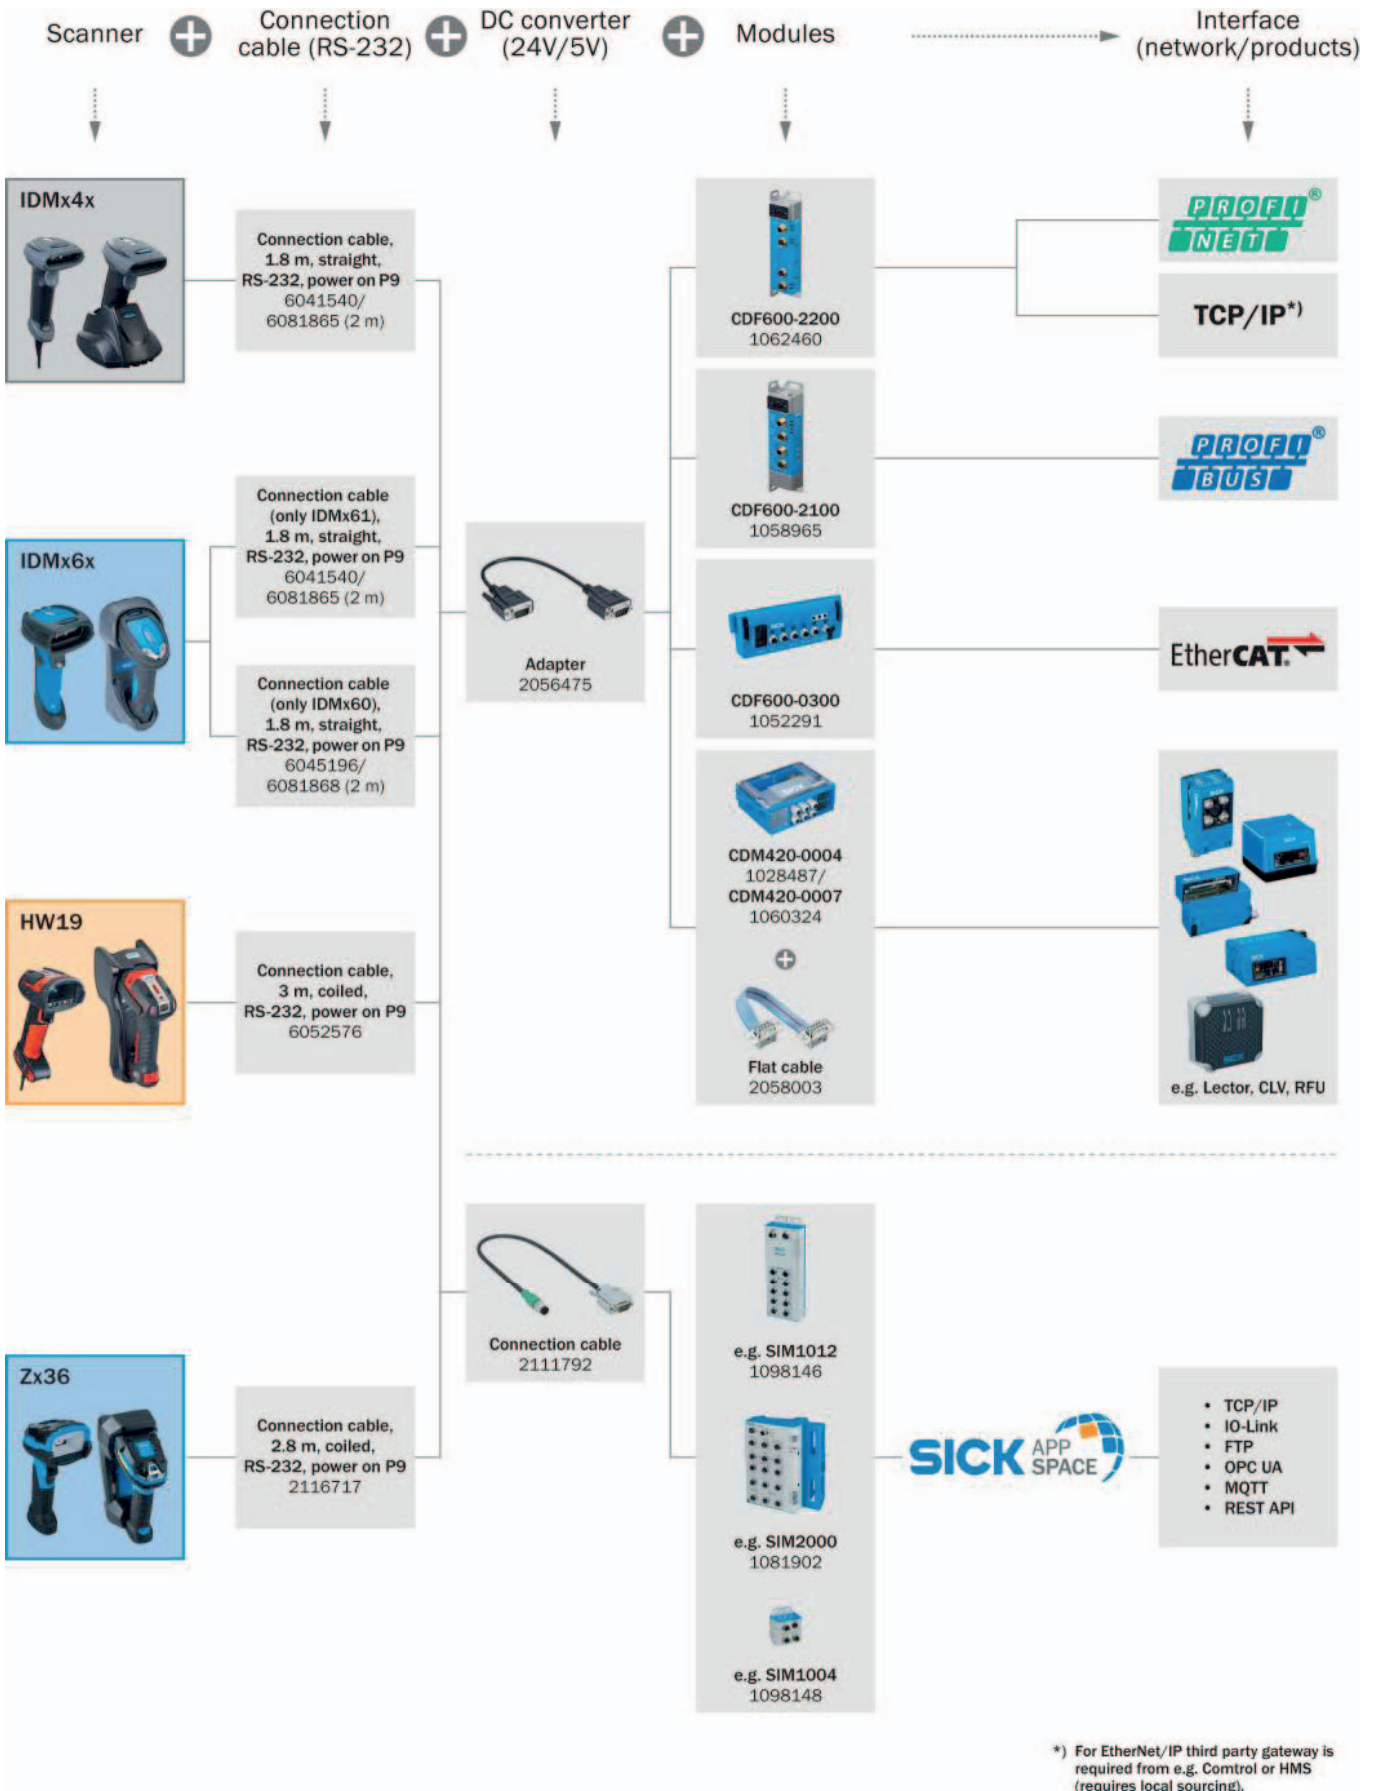 Scanner
Connection
cable (RS-232)
DC converter
(24V/5V)
Modules
Interface
(network/products)
IDMx4x
Connection cable,
1.8 m, straight,
RS-232, power on P9
6041540/
6081865 (2 m)
CDF600-2200
1062460
PROFI®
NET
TCP/IP*)
CDF600-2100
1058965
PROFI®
BUS
IDMx6x
Connection cable
(only IDMx61),
1.8 m, straight,
RS-232, power on P9
6041540/
6081865 (2 m)
Connection cable
(only IDMx60),
1.8 m, straight,
RS-232, power on P9
6045196/
6081868 (2 m)
Adapter
2056475
SICK
CDF600-0300
1052291
EtherCAT®
SICK
CDM420-0004
1028487/
CDM420-0007
1060324
Flat cable
2058003
SICK
e.g. Lector, CLV, RFU
HW19
Connection cable,
3 m, coiled,
RS-232, power on P9
6052576
Connection cable
2111792
e.g. SIM1012
1098146
e.g. SIM2000
1081902
e.g. SIM1004
1098148
Zx36
Connection cable,
2.8 m, coiled,
RS-232, power on P9
2116717
SICK APP
SPACE
• TCP/IP
• IO-Link
• FTP
• OPC UA
• MQTT
• REST API
*) For EtherNet/IP third party gateway is
required from e.g. Comtrol or HMS
(requires local sourcing).